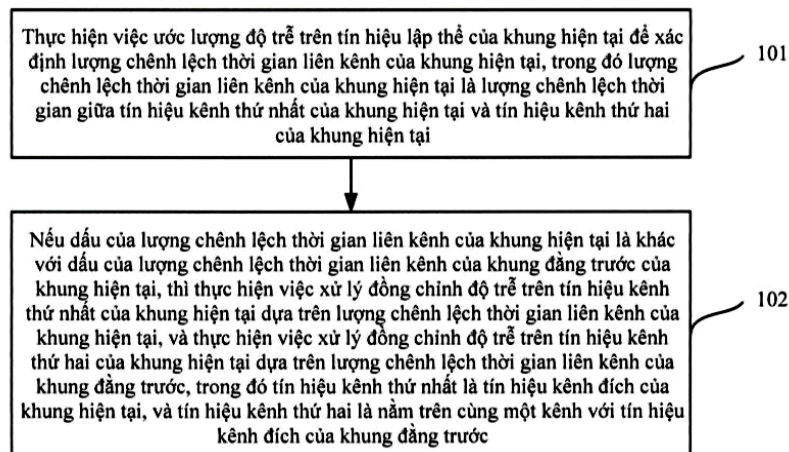 Thực hiện việc ước lượng độ trễ trên tín hiệu lập thể của khung hiện tại để xác
định lượng chênh lệch thời gian liên kênh của khung hiện tại, trong đó lượng
chênh lệch thời gian liên kênh của khung hiện tại là lượng chênh lệch thời
gian giữa tín hiệu kênh thứ nhất của khung hiện tại và tín hiệu kênh thứ hai
của khung hiện tại
101
Nếu dấu của lượng chênh lệch thời gian liên kênh của khung hiện tại là khác
với dấu của lượng chênh lệch thời gian liên kênh của khung đằng trước của
khung hiện tại, thì thực hiện việc xử lý đồng chỉnh độ trễ trên tín hiệu kênh
thứ nhất của khung hiện tại dựa trên lượng chênh lệch thời gian liên kênh của
khung hiện tại, và thực hiện việc xử lý đồng chỉnh độ trễ trên tín hiệu kênh
thứ hai của khung hiện tại dựa trên lượng chênh lệch thời gian liên kênh của
khung đằng trước, trong đó tín hiệu kênh thứ nhất là tín hiệu kênh đích của
khung hiện tại, và tín hiệu kênh thứ hai là nằm trên cùng một kênh với tín hiệu
kênh đích của khung đằng trước
102